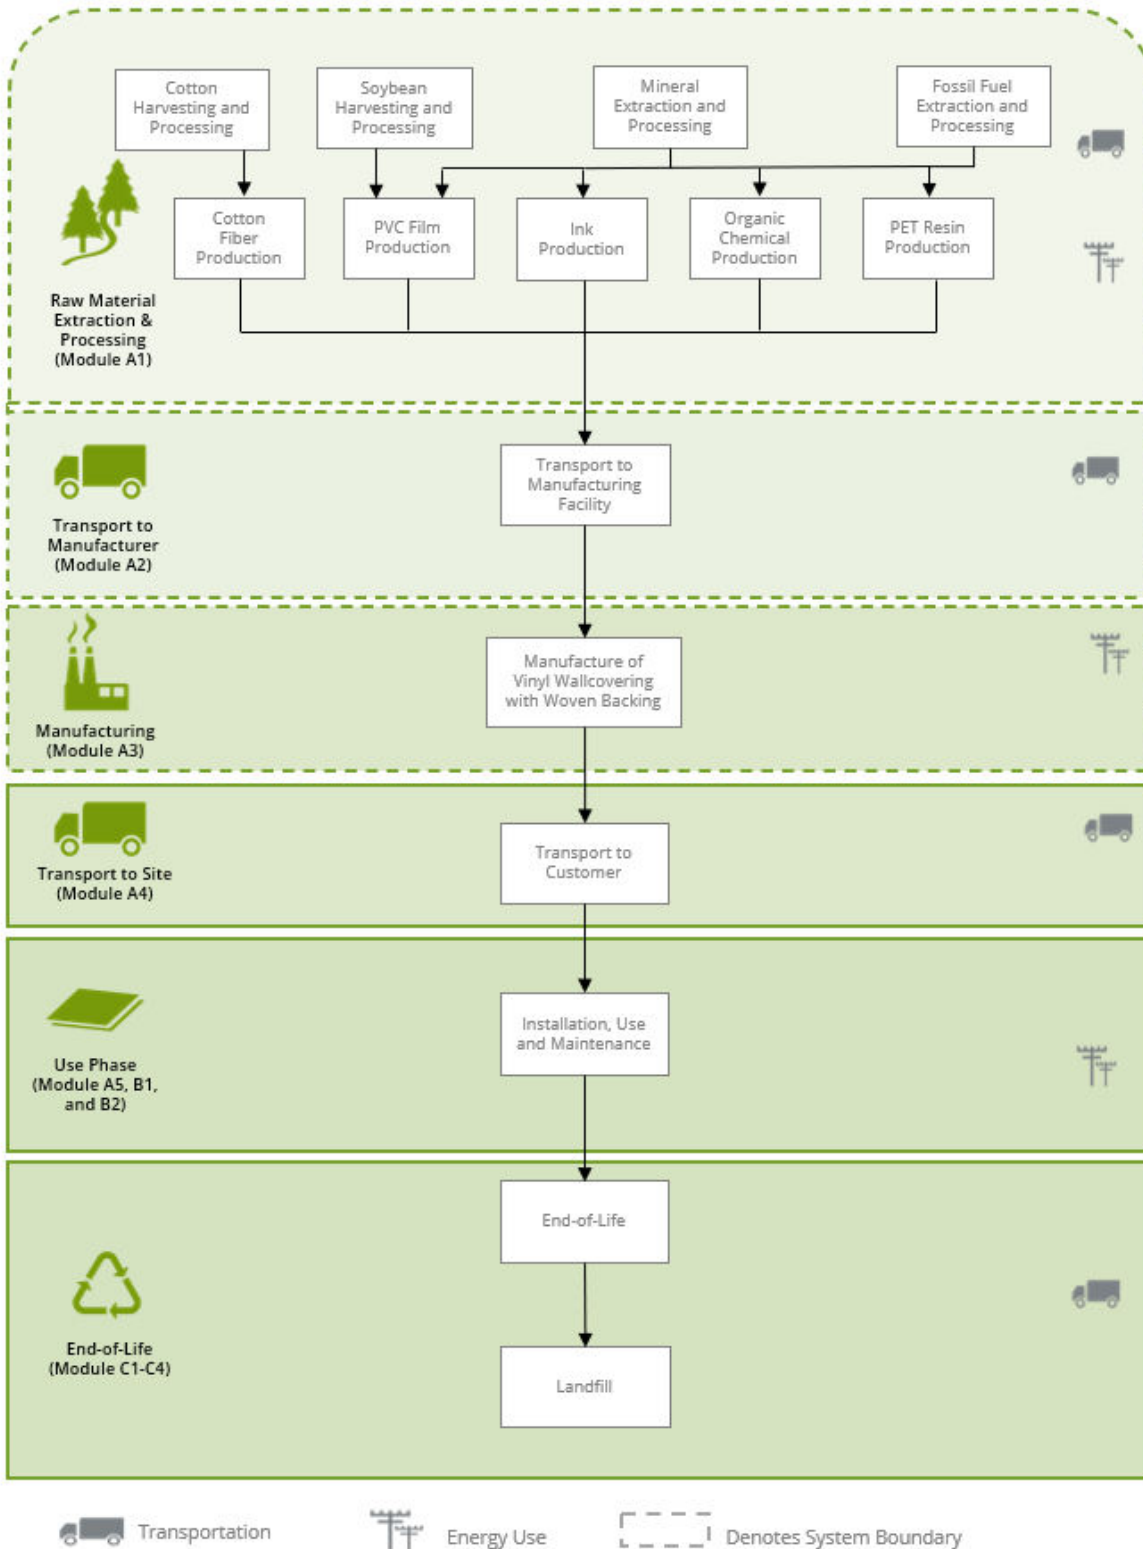 Cotton
Harvesting and
Processing
Soybean
Harvesting and
Processing
Mineral
Extraction and
Processing
Fossil Fuel
Extraction and
Processing
Cotton
Fiber
Production
PVC Film
Production
Ink
Production
Organic
Chemical
Production
PET Resin
Production
Raw Material
Extraction &
Processing
(Module A1)
Transport to
Manufacturing
Facility
Transport to
Manufacturer
(Module A2)
Manufacture of
Vinyl Wallcovering
with Woven Backing
Manufacturing
(Module A3)
Transport to
Customer
Transport to Site
(Module A4)
Installation, Use
and Maintenance
Use Phase
(Module A5, B1,
and B2)
End-of-Life
End-of-Life
(Module C1-C4)
Landfill
Transportation
Energy Use
Denotes System Boundary